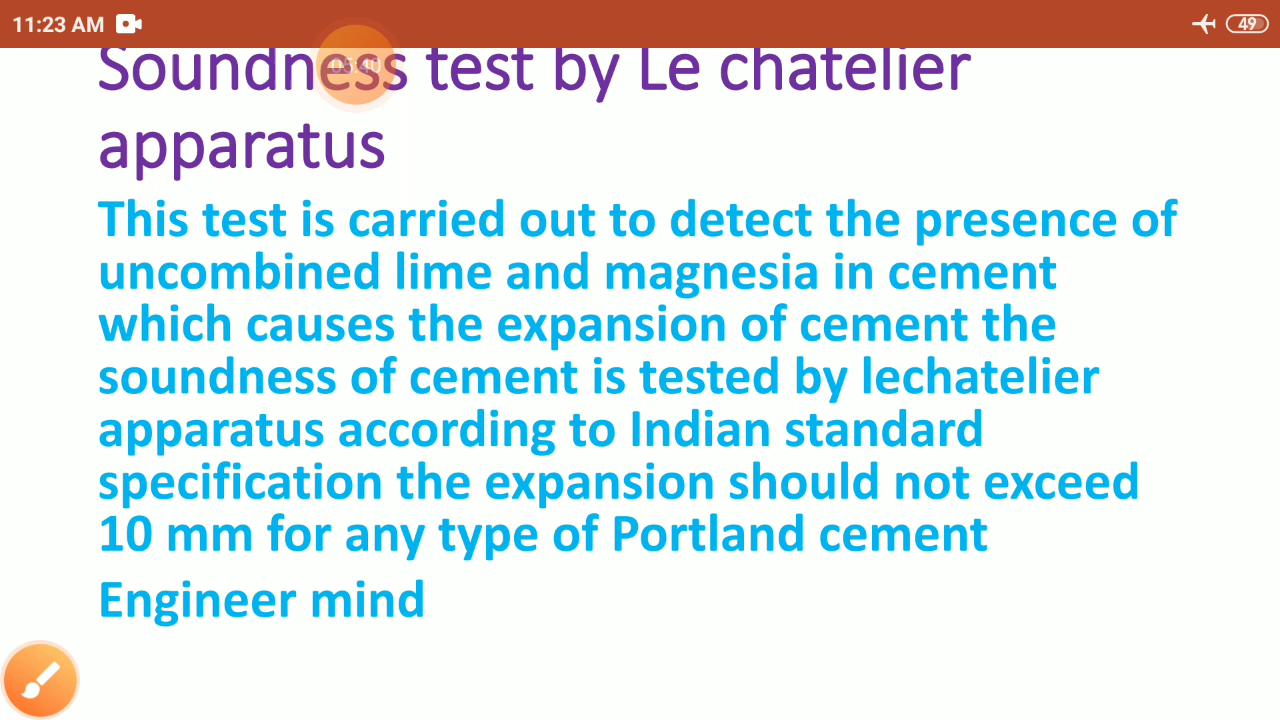 11:23 AM
49
Soundness test by Le chatelier
05:40
apparatus
This test is carried out to detect the presence of
uncombined lime and magnesia in cement
which causes the expansion of cement the
soundness of cement is tested by lechatelier
apparatus according to Indian standard
specification the expansion should not exceed
10 mm for any type of Portland cement
Engineer mind